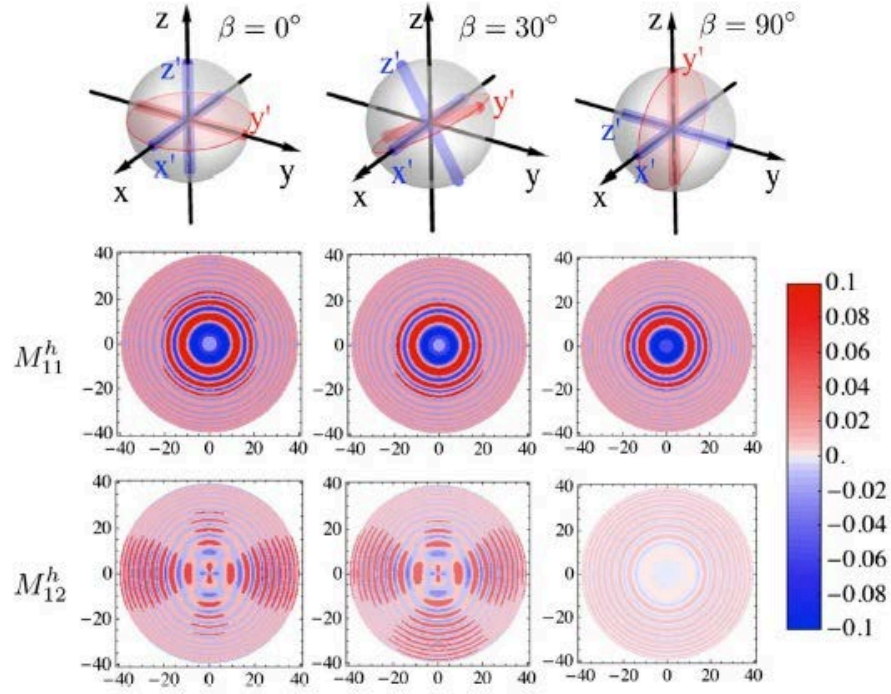 z β = 0° z β = 30° z β = 90°
z' y' x' x y
z' y' x' x y
y' z' x' x y
M^h_11
40 20 0 −20 −40
−40 −20 0 20 40 −40 −20 0 20 40 −40 −20 0 20 40
40 20 0 −20 −40
40 20 0 −20 −40
M^h_12
40 20 0 −20 −40
−40 −20 0 20 40 −40 −20 0 20 40 −40 −20 0 20 40
40 20 0 −20 −40
40 20 0 −20 −40
0.1
0.08
0.06
0.04
0.02
0.
−0.02
−0.04
−0.06
−0.08
−0.1